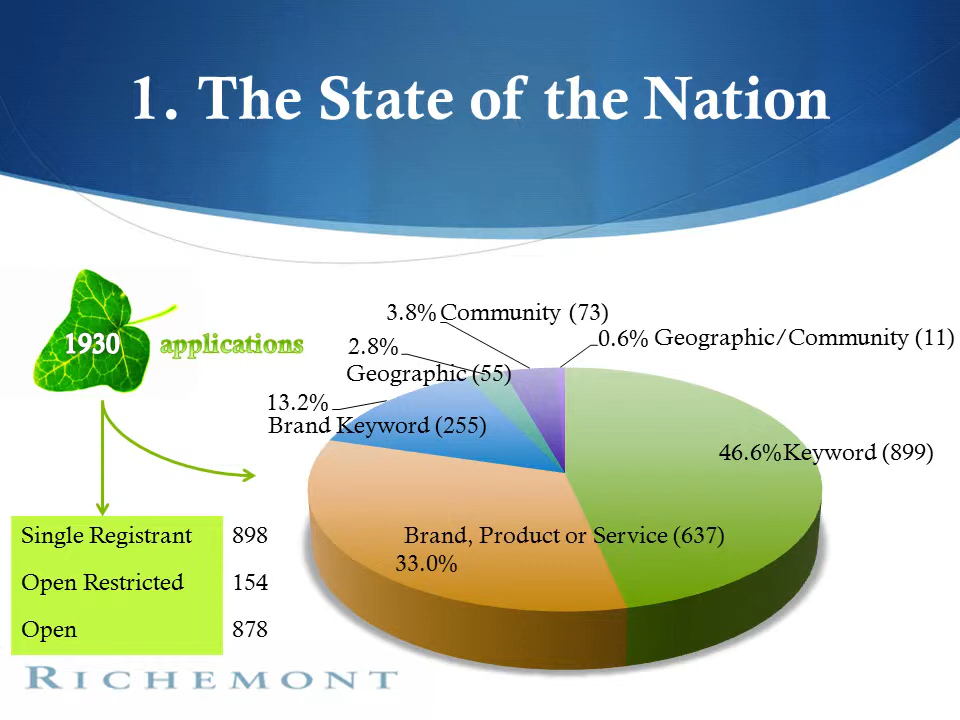 1. The State of the Nation
1930 applications
3.8% Community (73)
0.6% Geographic/Community (11)
2.8%
Geographic (55)
13.2%
Brand Keyword (255)
46.6% Keyword (899)
Brand, Product or Service (637)
33.0%
Single Registrant 898
Open Restricted 154
Open 878
RICHEMONT